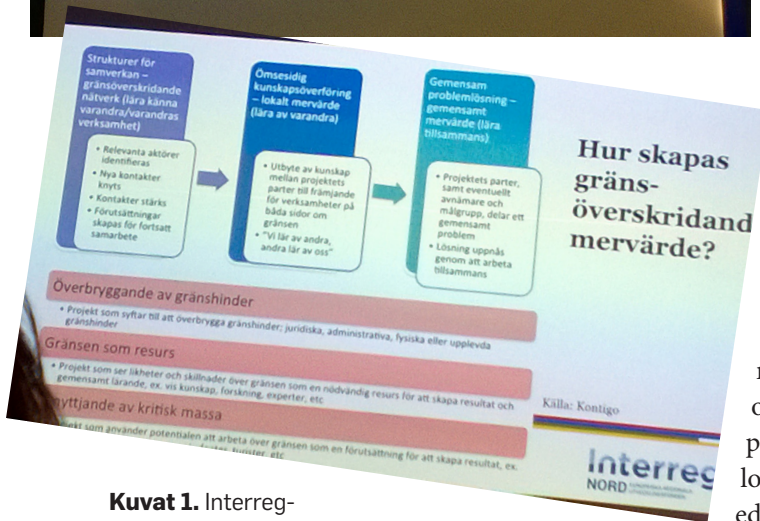 Strukturer för
samverkan –
gränsöverskridande
nätverk (lära känna
varandra/varandras
verksamhet)
• Relevanta aktörer
identifieras
• Nya kontakter
knyts
• Kontakter stärks
• Förutsättningar
skapas för fortsatt
samarbete
Ömsesidig
kunskapsöverföring
– lokalt mervärde
(lära av varandra)
• Utbyte av kunskap
mellan projektets
parter till främjande
för verksamheter på
båda sidor om
gränsen
• "Vi lär av andra,
andra lär av oss"
Gemensam
problemlösning –
gemensamt
mervärde (lära
tillsammans)
• Projektets parter,
samt eventuellt
avnämare och
målgrupp, delar ett
gemensamt
problem
• Lösning uppnås
genom att arbeta
tillsammans
Hur skapas
gräns-
överskridand
mervärde?
Överbryggande av gränshinder
• Projekt som syftar till att överbrygga gränshinder; juridiska, administrativa, fysiska eller upplevda
gränshinder
Gränsen som resurs
• Projekt som ser likheter och skillnader över gränsen som en nödvändig resurs för att skapa resultat och
gemensamt lärande, ex. vis kunskap, forskning, experter, etc
av kritisk massa
som använder potentialen att arbeta över gränsen som en förutsättning för att skapa resultat, ex.
turister, etc
Källa: Kontigo
Interreg
NORD
Kuvat 1. Interreg-
p
lo
ed